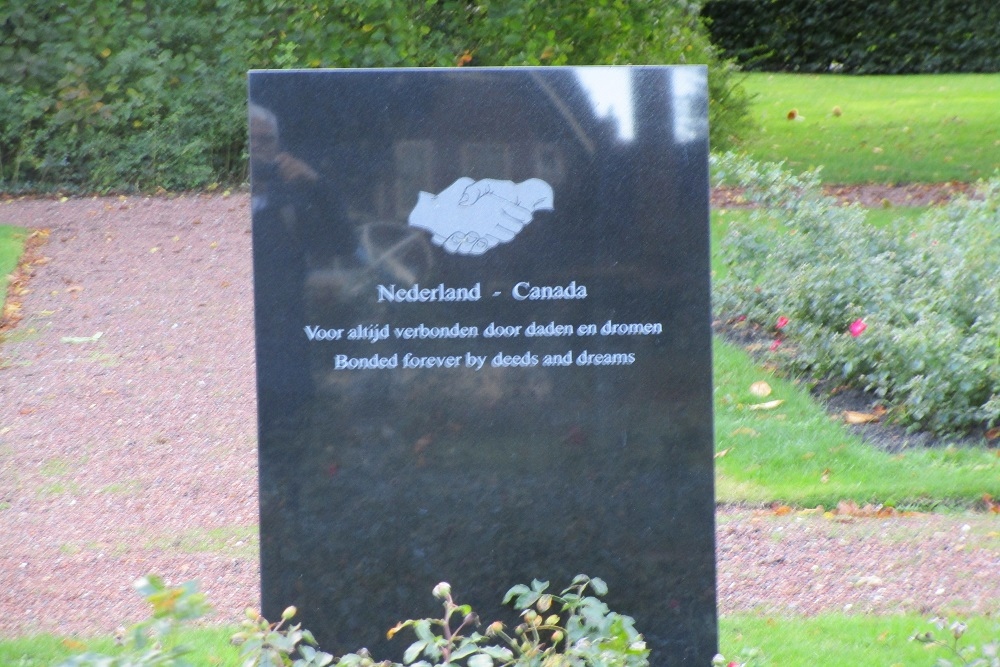 Nederland - Canada
Voor altijd verbonden door daden en dromen
Bonded forever by deeds and dreams